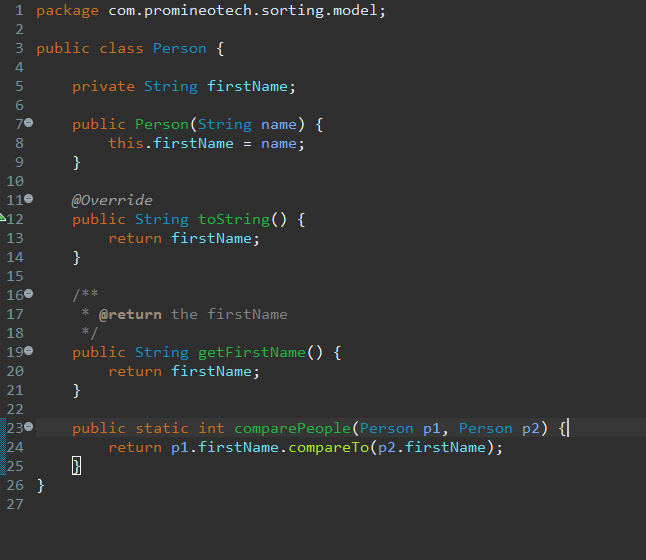 1 package com.promineotech.sorting.model;
2
3 public class Person {
4
5     private String firstName;
6
7     public Person(String name) {
8         this.firstName = name;
9     }
10
11     @Override
12     public String toString() {
13         return firstName;
14     }
15
16     /**
17      * @return the firstName
18      */
19     public String getFirstName() {
20         return firstName;
21     }
22
23     public static int comparePeople(Person p1, Person p2) {
24         return p1.firstName.compareTo(p2.firstName);
25     }
26 }
27